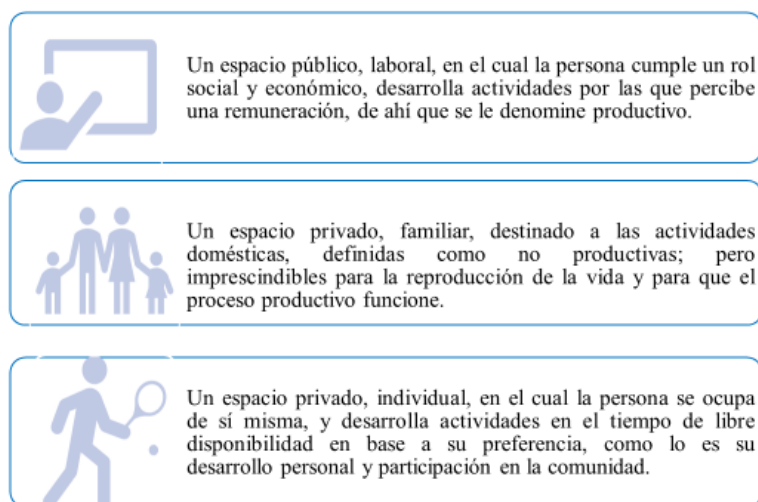 Un espacio público, laboral, en el cual la persona cumple un rol
social y económico, desarrolla actividades por las que percibe
una remuneración, de ahí que se le denomine productivo.
Un espacio privado, familiar, destinado a las actividades
domésticas, definidas como no productivas; pero
imprescindibles para la reproducción de la vida y para que el
proceso productivo funcione.
Un espacio privado, individual, en el cual la persona se ocupa
de sí misma, y desarrolla actividades en el tiempo de libre
disponibilidad en base a su preferencia, como lo es su
desarrollo personal y participación en la comunidad.